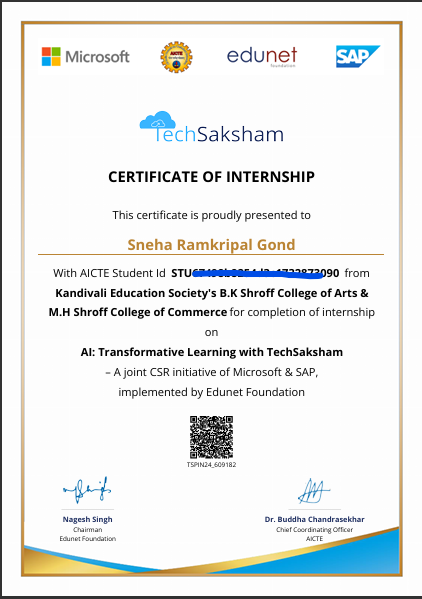 Microsoft
AICTE
edunet
foundation
SAP
TechSaksham
CERTIFICATE OF INTERNSHIP
This certificate is proudly presented to
Sneha Ramkripal Gond
With AICTE Student Id STU 090 from
Kandivali Education Society's B.K Shroff College of Arts &
M.H Shroff College of Commerce for completion of internship
on
AI: Transformative Learning with TechSaksham
– A joint CSR initiative of Microsoft & SAP,
implemented by Edunet Foundation
TSPIN24_609182
Nagesh Singh
Chairman
Edunet Foundation
Dr. Buddha Chandrasekhar
Chief Coordinating Officer
AICTE